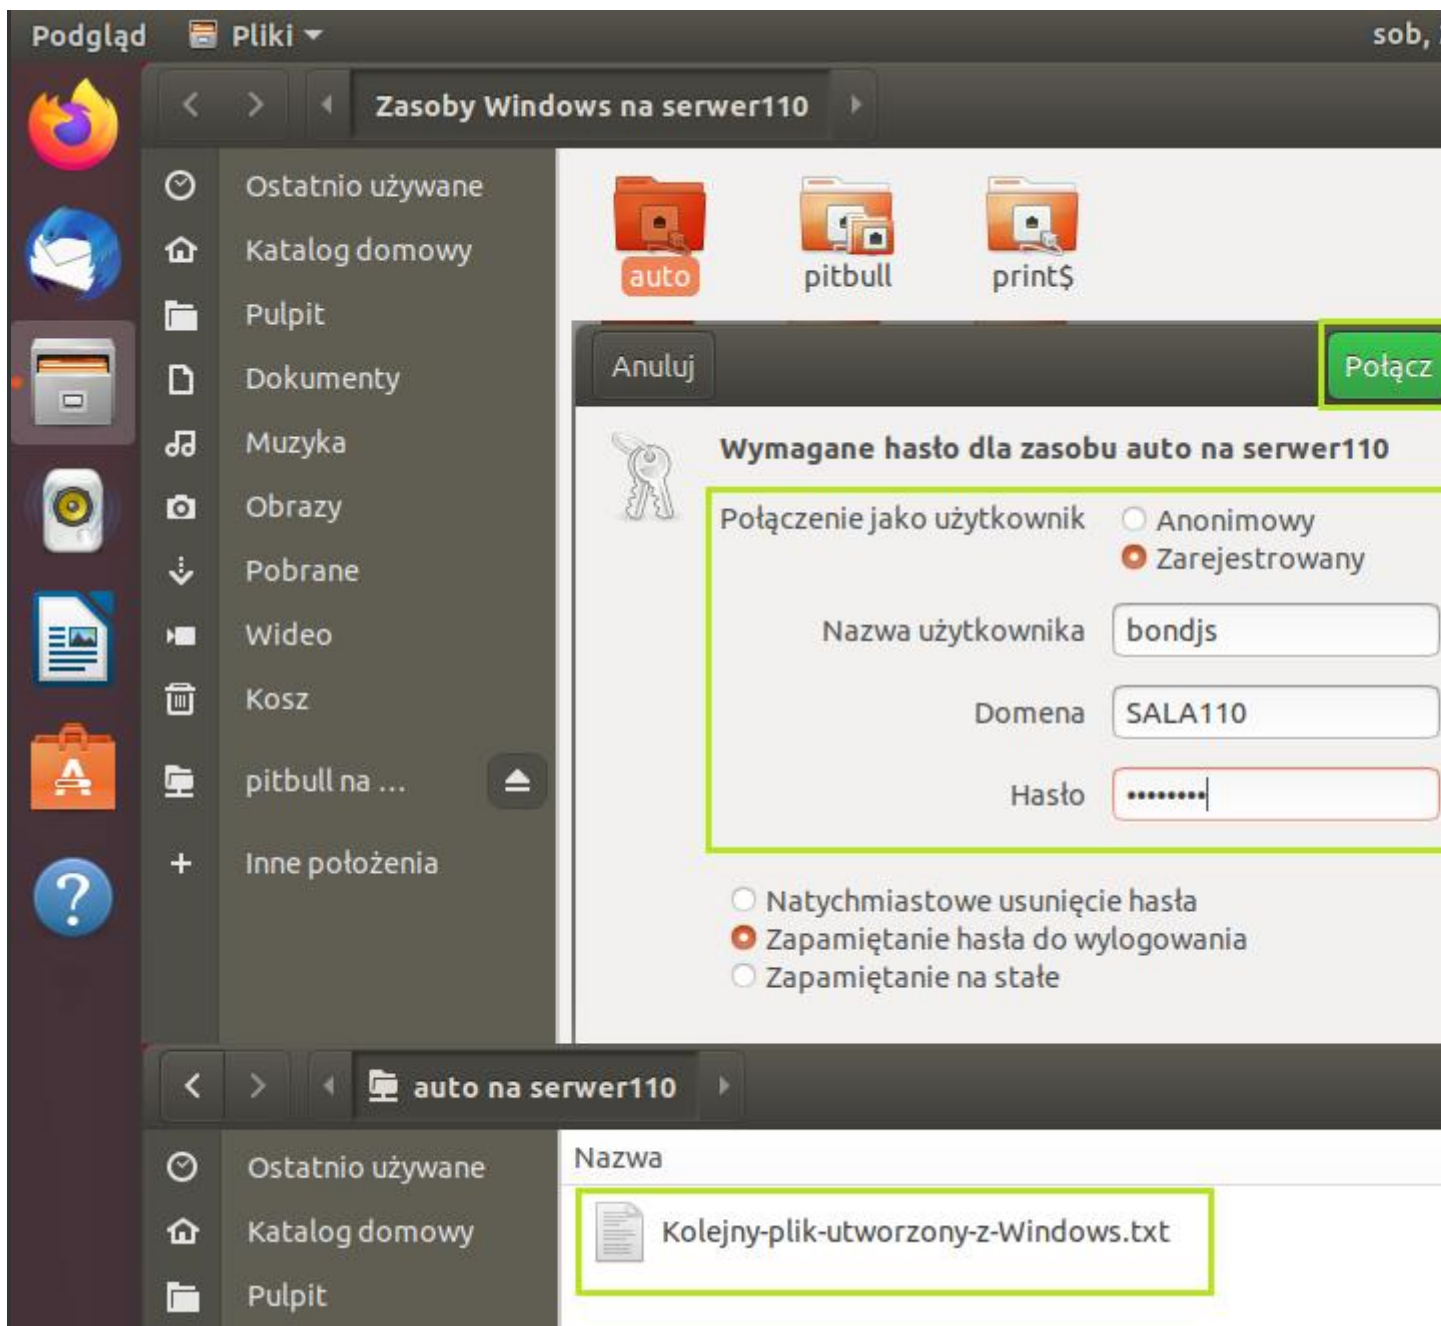 Podgląd Pliki sob,
Zasoby Windows na serwer110
Ostatnio używane
Katalog domowy
Pulpit
Dokumenty
Muzyka
Obrazy
Pobrane
Wideo
Kosz
pitbull na ...
Inne położenia
auto pitbull print$
Anuluj Połącz
Wymagane hasło dla zasobu auto na serwer110
Połączenie jako użytkownik Anonimowy
Zarejestrowany
Nazwa użytkownika bondjs
Domena SALA110
Hasło ••••••••
Natychmiastowe usunięcie hasła
Zapamiętanie hasła do wylogowania
Zapamiętanie na stałe
auto na serwer110
Ostatnio używane
Katalog domowy
Pulpit
Nazwa
Kolejny-plik-utworzony-z-Windows.txt